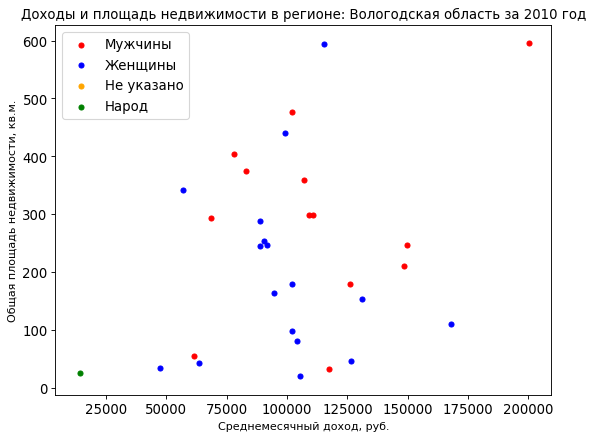 Доходы и площадь недвижимости в регионе: Вологодская область за 2010 год
Мужчины
Женщины
Не указано
Народ
Общая площадь недвижимости, кв.м.
600
500
400
300
200
100
0
25000 50000 75000 100000 125000 150000 175000 200000
Среднемесячный доход, руб.